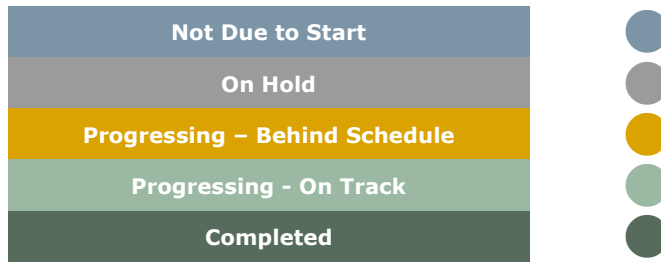 Not Due to Start
On Hold
Progressing – Behind Schedule
Progressing - On Track
Completed